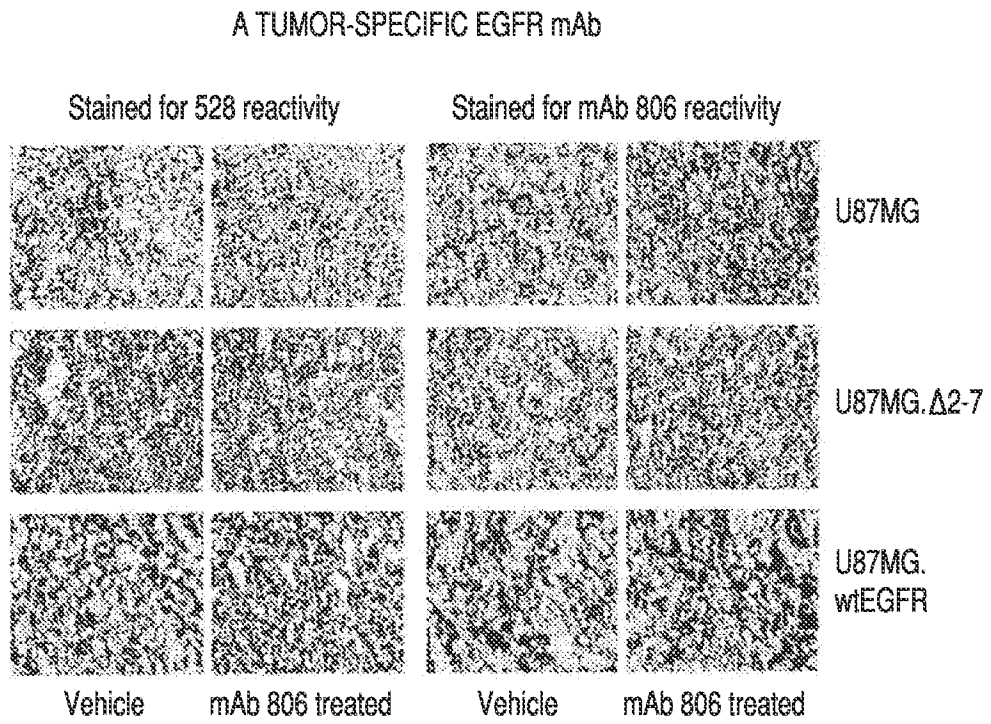 A TUMOR-SPECIFIC EGFR mAb
Stained for 528 reactivity
Stained for mAb 806 reactivity
U87MG
U87MG.Δ2-7
U87MG.
wtEGFR
Vehicle
mAb 806 treated
Vehicle
mAb 806 treated